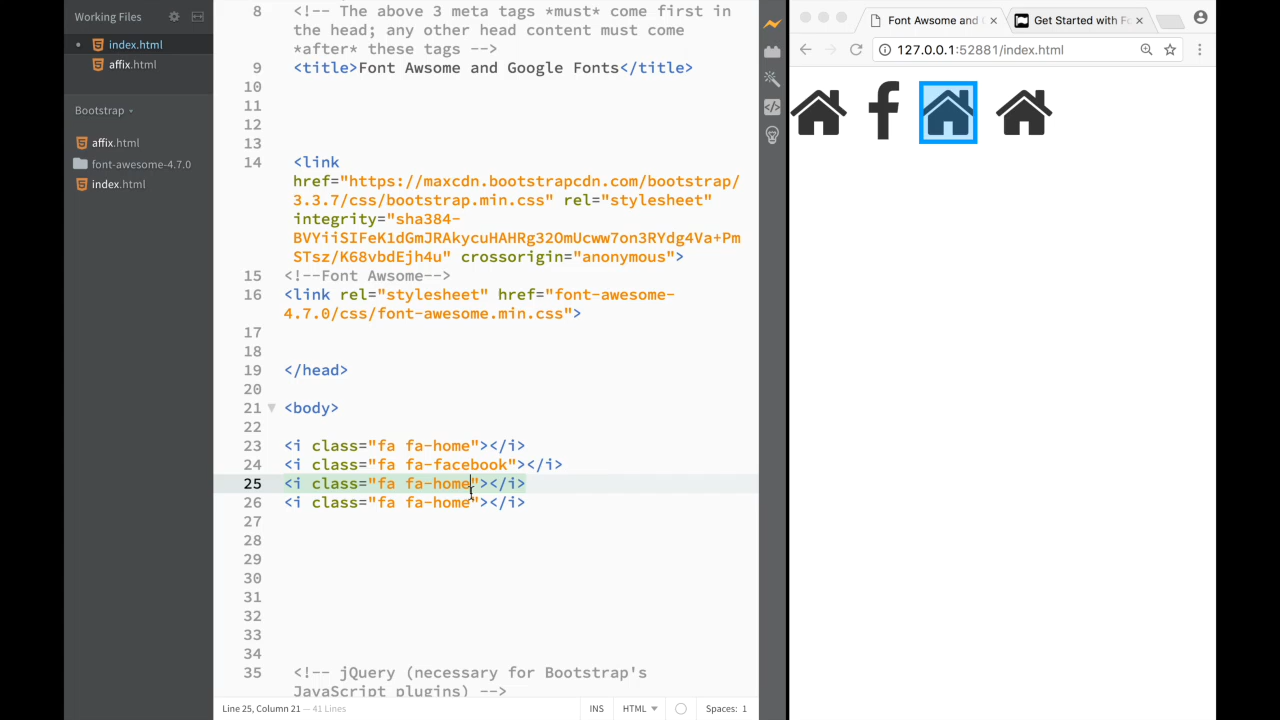 Working Files
index.html
affix.html
Bootstrap
affix.html
font-awesome-4.7.0
index.html
8 <!-- The above 3 meta tags *must* come first in
the head; any other head content must come
*after* these tags -->
9 <title>Font Awsome and Google Fonts</title>
10
11
12
13
14 <link
href="https://maxcdn.bootstrapcdn.com/bootstrap/
3.3.7/css/bootstrap.min.css" rel="stylesheet"
integrity="sha384-
BVYiiSIFeK1dGmJRAkycuHAHRg32OmUcww7on3RYdg4Va+Pm
STsz/K68vbdEjh4u" crossorigin="anonymous">
15 <!--Font Awsome-->
16 <link rel="stylesheet" href="font-awesome-
4.7.0/css/font-awesome.min.css">
17
18
19 </head>
20
21 <body>
22
23 <i class="fa fa-home"></i>
24 <i class="fa fa-facebook"></i>
25 <i class="fa fa-home"></i>
26 <i class="fa fa-home"></i>
27
28
29
30
31
32
33
34
35 <!-- jQuery (necessary for Bootstrap's
JavaScript plugins) -->
Line 25, Column 21 — 41 Lines
INS
HTML
Spaces: 1
Font Awsome and
Get Started with
127.0.0.1:52881/index.html